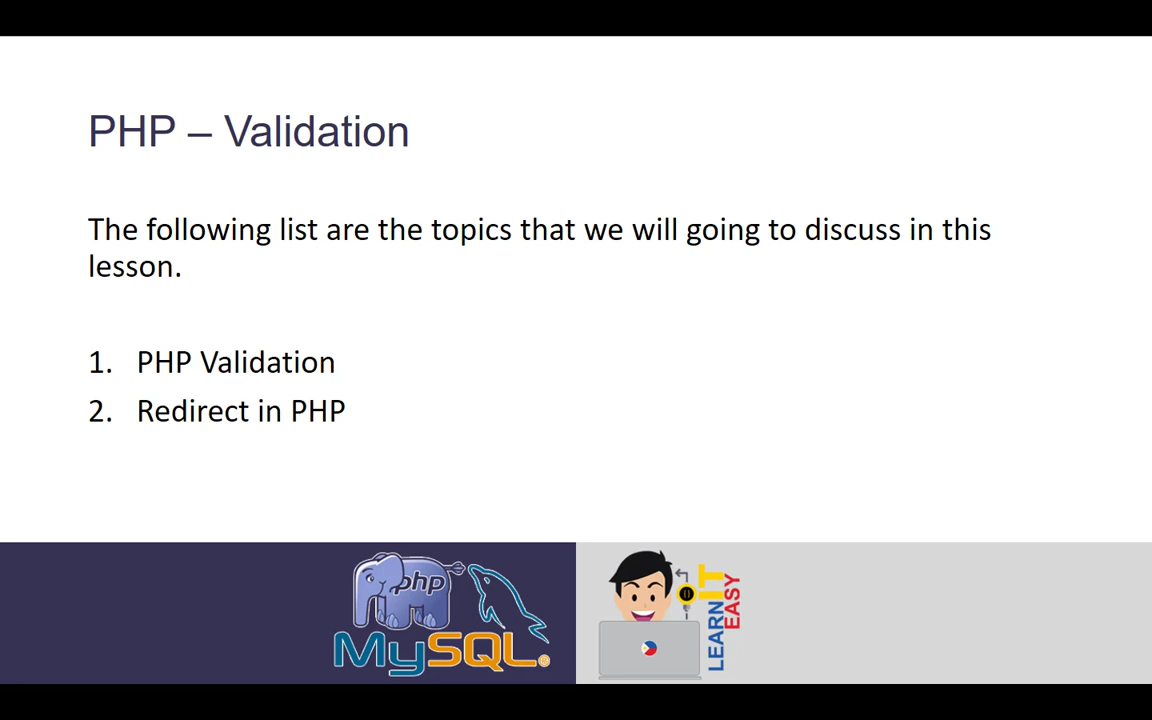 PHP – Validation
The following list are the topics that we will going to discuss in this
lesson.
1. PHP Validation
2. Redirect in PHP
php
MySQL
LEARN
IT
EASY